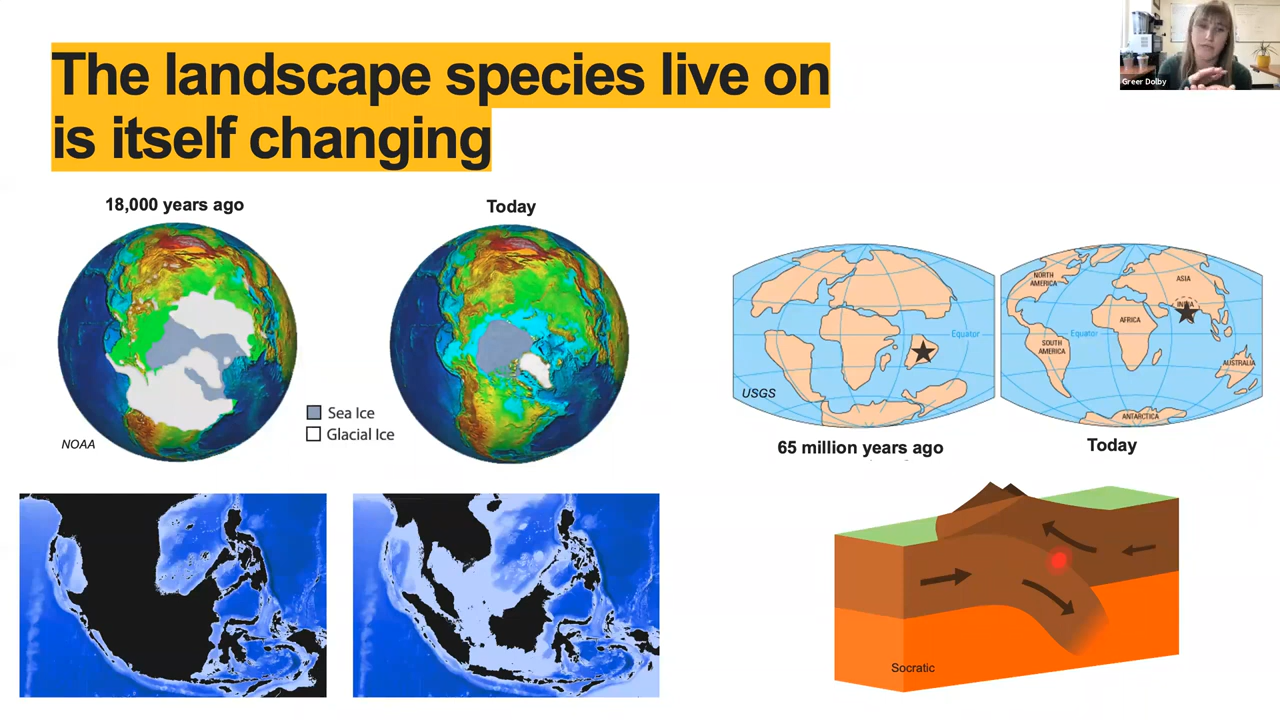 The landscape species live on
is itself changing
Greer Dolby
18,000 years ago
Today
NOAA
Sea Ice
Glacial Ice
USGS
Equator
65 million years ago
NORTH
AMERICA
ASIA
INDIA
AFRICA
Equator
SOUTH
AMERICA
AUSTRALIA
ANTARCTICA
Today
Socratic